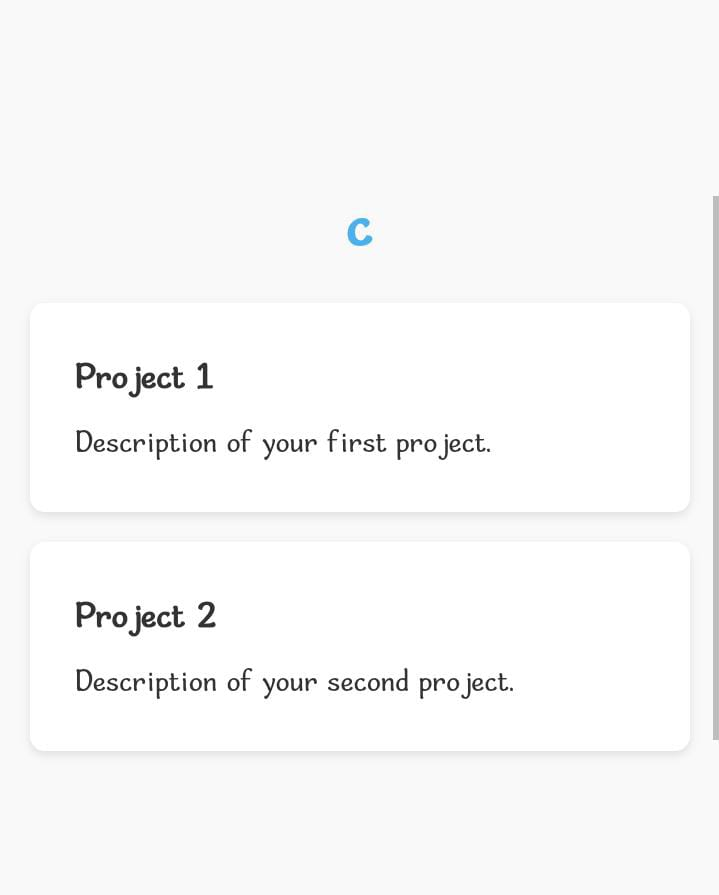 c
Project 1
Description of your first project.
Project 2
Description of your second project.